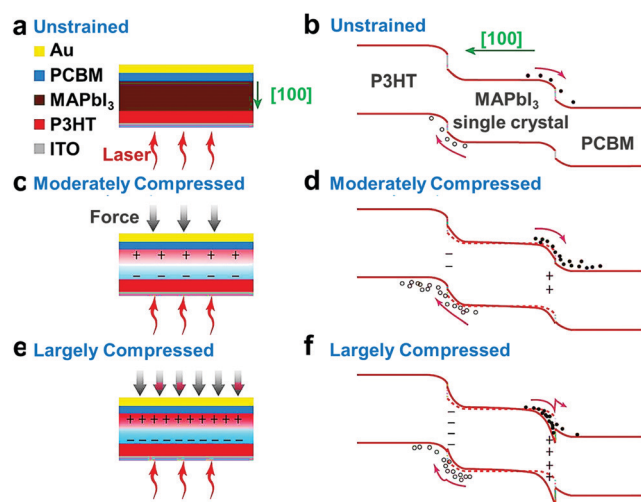 a Unstrained
Au
PCBM
MAPbI₃
P3HT
ITO
[100]
Laser
b Unstrained
[100]
P3HT
MAPbI₃
single crystal
PCBM
c Moderately Compressed
Force
+ + + + +
− − − − −
d Moderately Compressed
−
−
+
+
e Largely Compressed
+ + + + + + + + +
− − − − − − − − −
f Largely Compressed
−
−
−
−
+
+
+
+